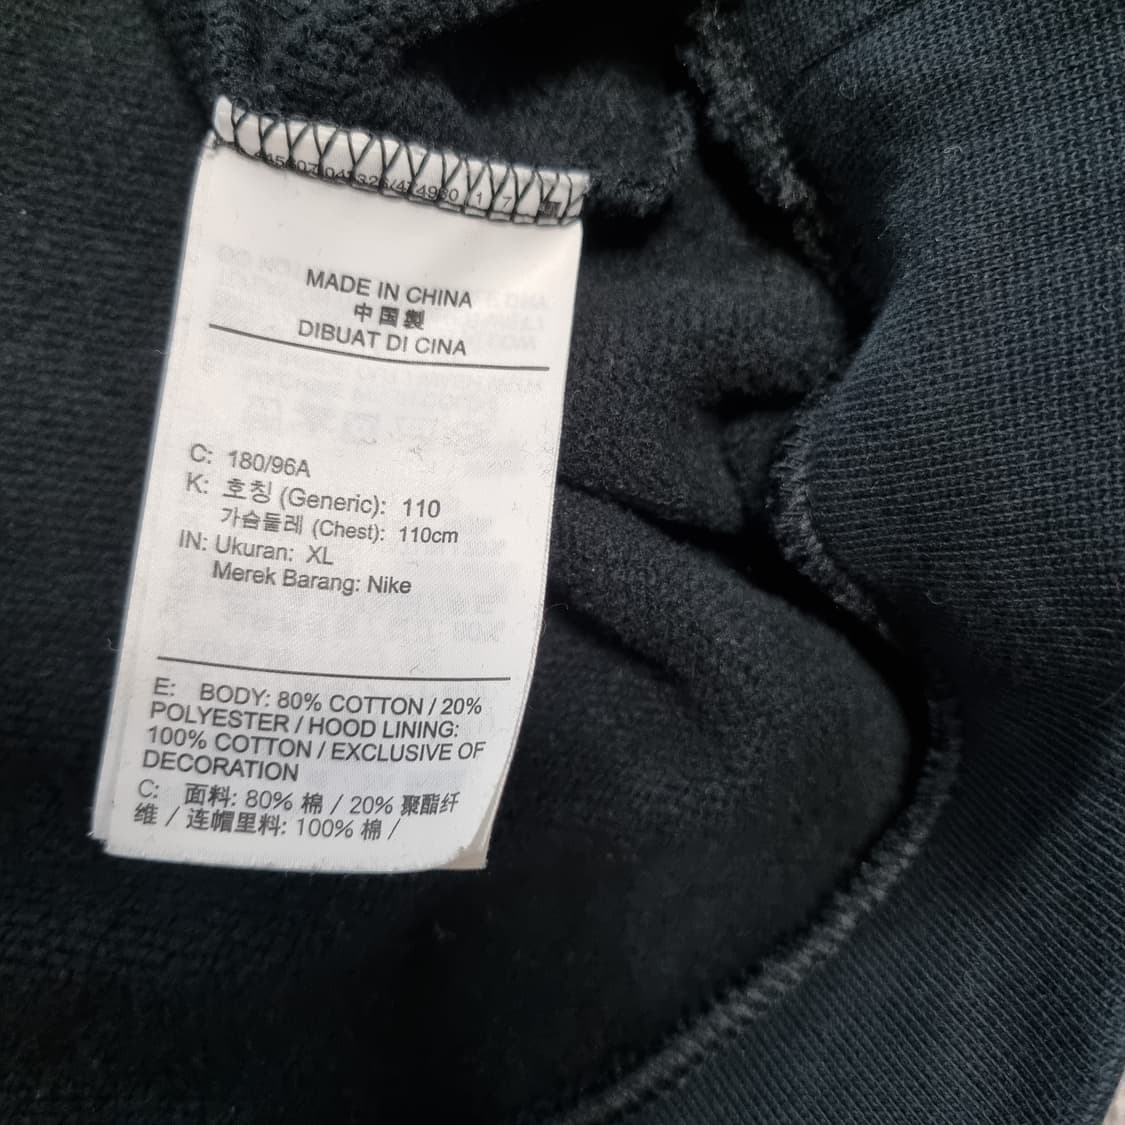 MADE IN CHINA
中国製
DIBUAT DI CINA
C: 180/96A
K: 호칭 (Generic): 110
가슴둘레 (Chest): 110cm
IN: Ukuran: XL
Merek Barang: Nike
E: BODY: 80% COTTON / 20%
POLYESTER / HOOD LINING:
100% COTTON / EXCLUSIVE OF
DECORATION
C: 面料: 80% 棉 / 20% 聚酯纤
维 / 连帽里料: 100% 棉 /